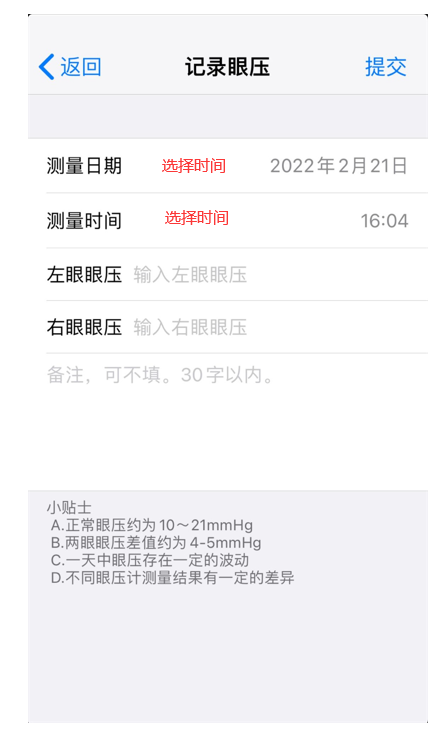 返回 记录眼压 提交
测量日期 选择时间 2022年2月21日
测量时间 选择时间 16:04
左眼眼压 输入左眼眼压
右眼眼压 输入右眼眼压
备注，可不填。30字以内。
小贴士
A.正常眼压约为10～21mmHg
B.两眼眼压差值约为4-5mmHg
C.一天中眼压存在一定的波动
D.不同眼压计测量结果有一定的差异